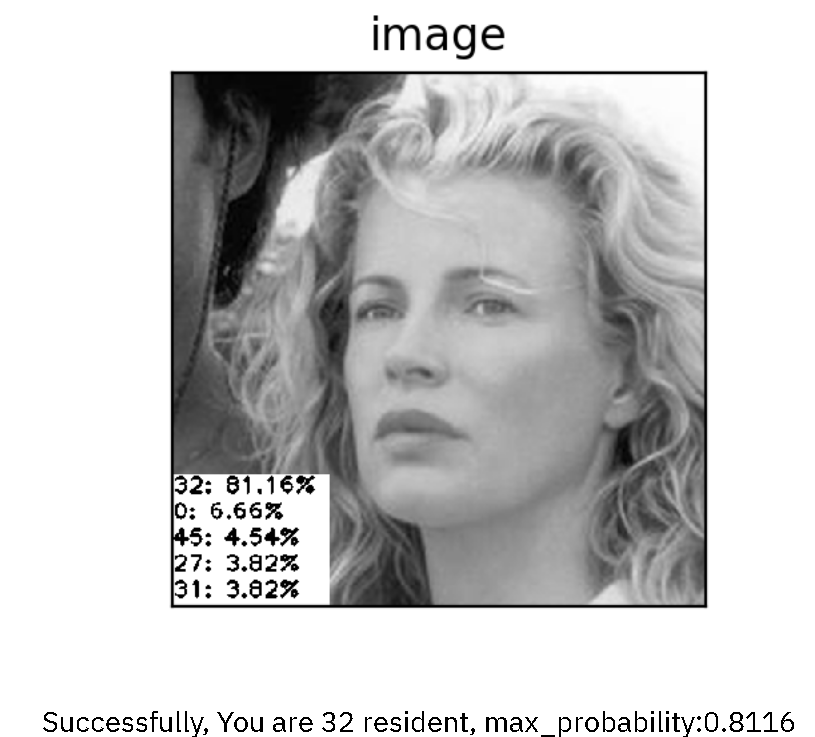 image
32: 81.16%
0: 6.66%
45: 4.54%
27: 3.82%
31: 3.82%
Successfully, You are 32 resident, max_probability:0.8116